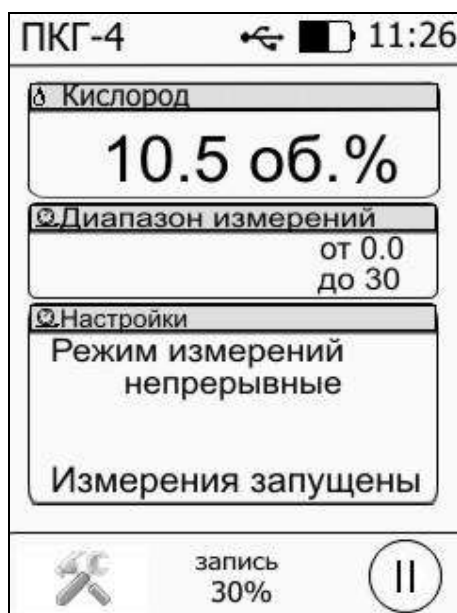 ПКГ-4 11:26
Кислород
10.5 об.%
Диапазон измерений
от 0.0
до 30
Настройки
Режим измерений
непрерывные
Измерения запущены
запись
30%